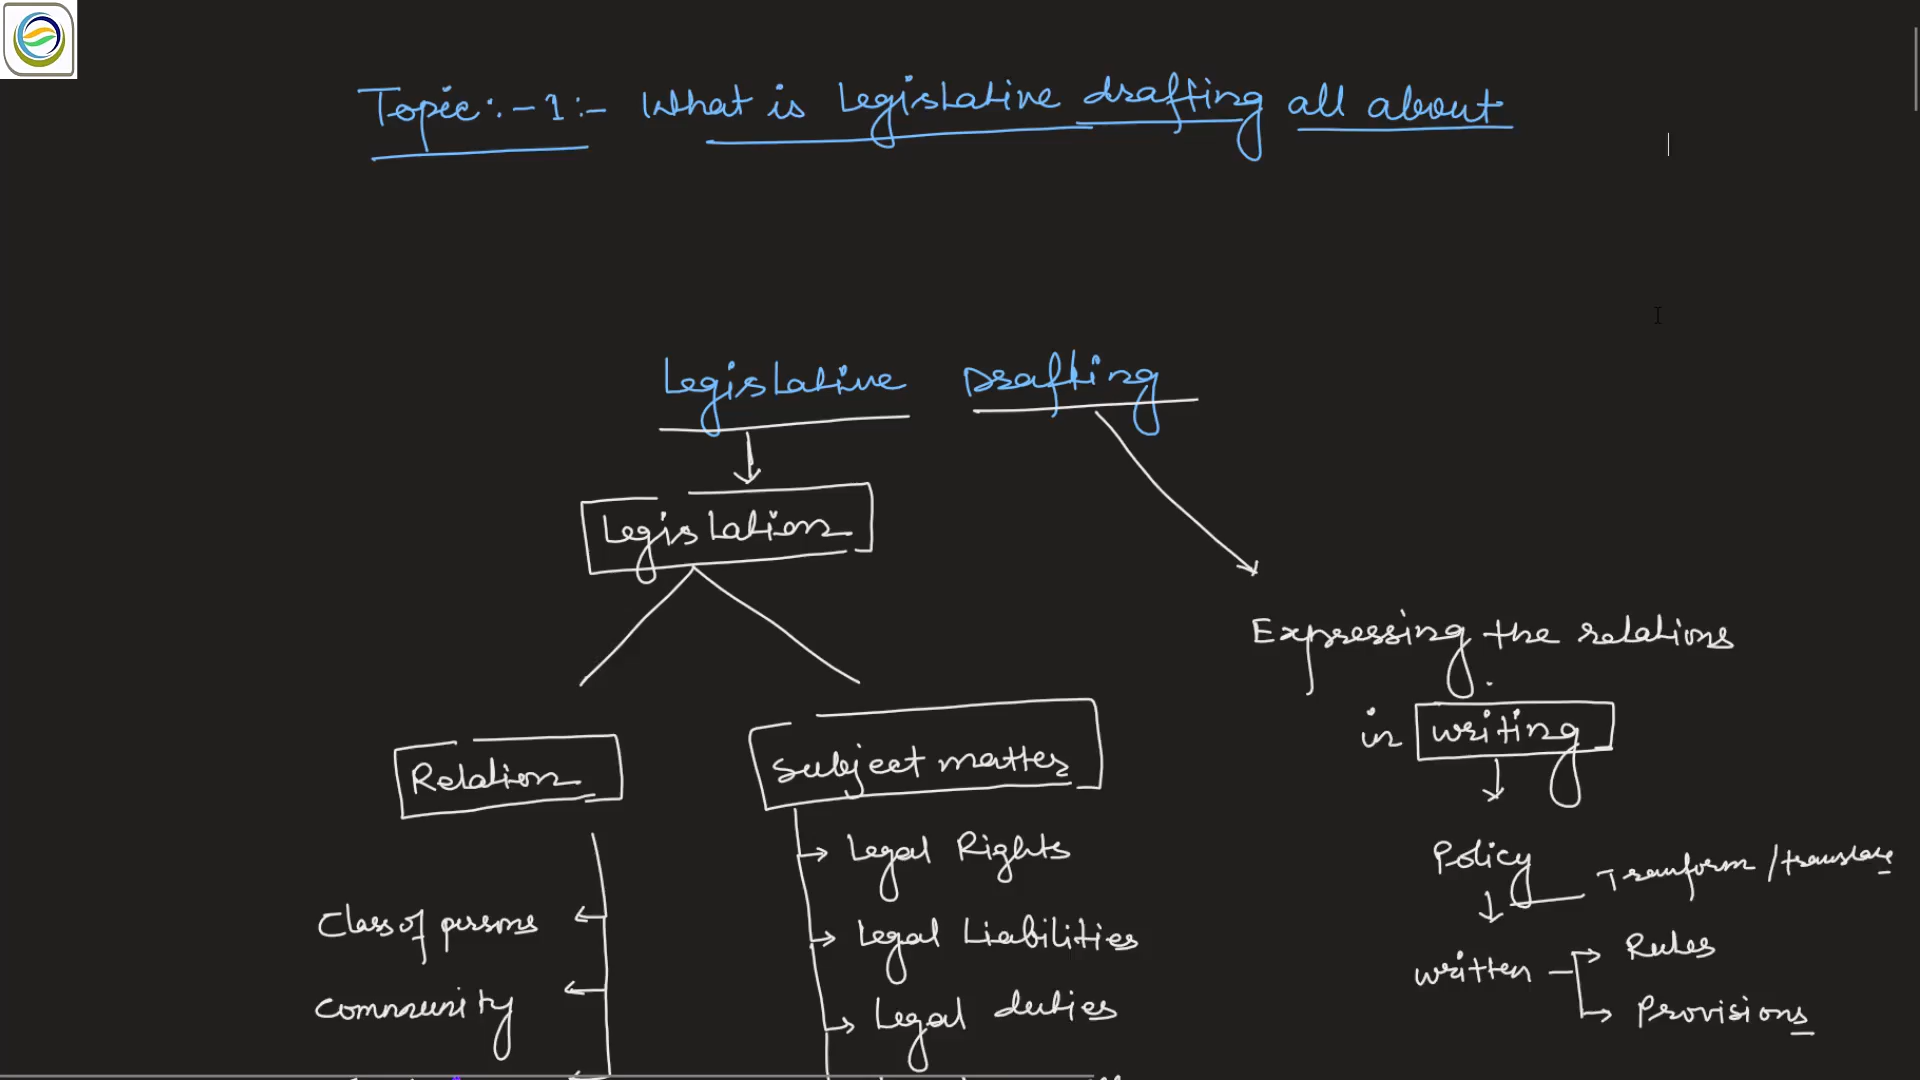 Topic:-1:- What is Legislative drafting all about
Legislative Drafting
Legislation
Expressing the relations
in writing
Relation
Subject matter
Policy
Transform/translate
Legal Rights
Class of persons
Legal Liabilities
Rules
written
Community
Legal duties
Provisions